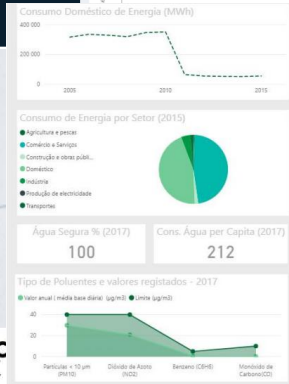 Consumo Doméstico de Energia (MWh)
400 000
200 000
0
2005
2010
2015
Consumo de Energia por Setor (2015)
Agricultura e pescas
Comércio e Serviços
Construção e obras públi...
Doméstico
Indústria
Produção de electricidade
Transportes
Água Segura % (2017)
100
Cons. Água per Capita (2017)
212
Tipo de Poluentes e valores registados - 2017
Valor anual ( média base diária) (µg/m3) Limite (µg/m3)
40
20
0
Partículas < 10 µm (PM10)
Dióxido de Azoto (NO2)
Benzeno (C6H6)
Monóxido de Carbono(CO)